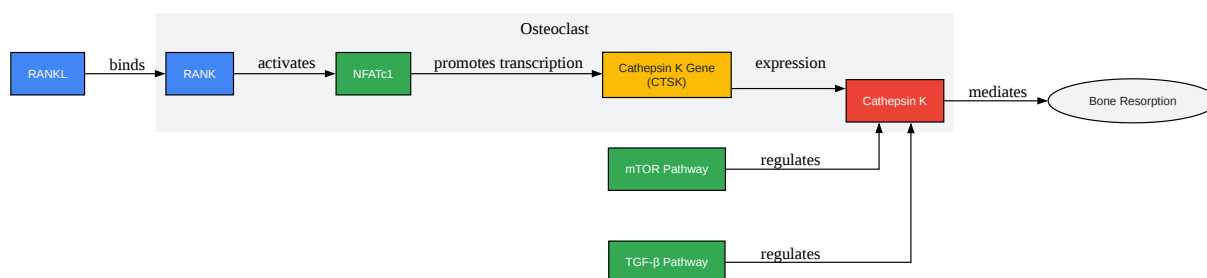 Osteoclast
RANKL
binds
RANK
activates
NFATc1
promotes transcription
Cathepsin K Gene
(CTSK)
expression
Cathepsin K
mediates
Bone Resorption
mTOR Pathway
regulates
TGF-β Pathway
regulates